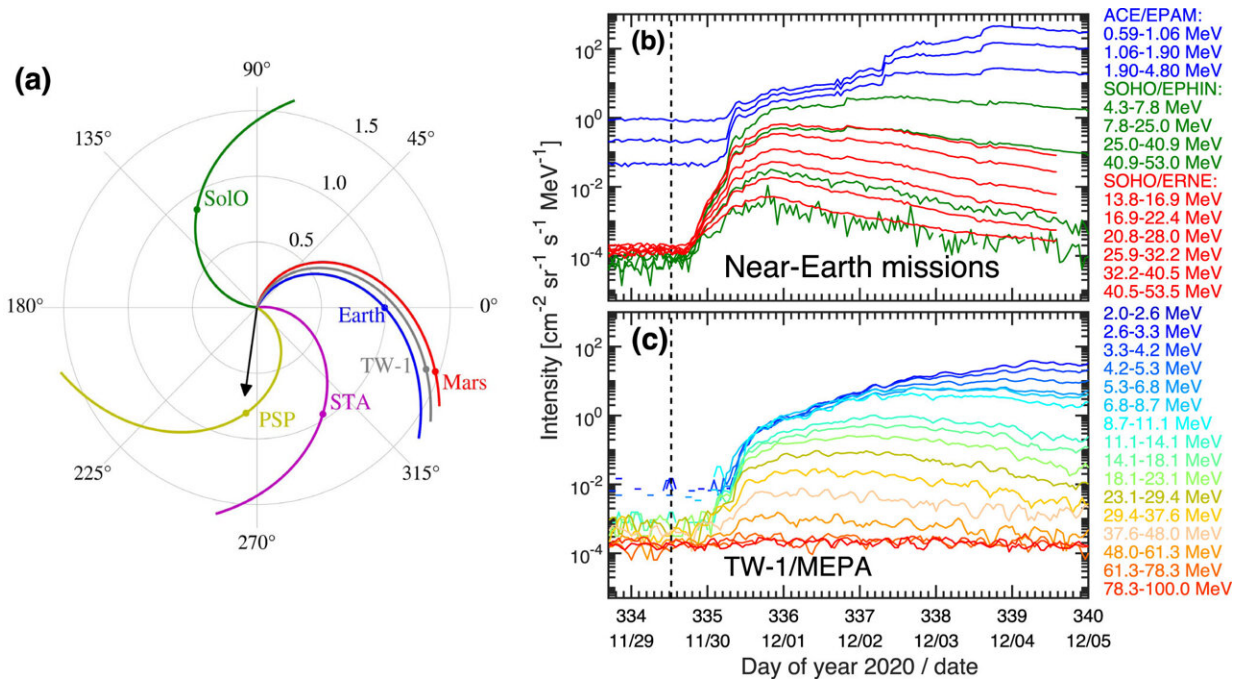 (a)
90°
135°
45°
1.5
1.0
0.5
SolO
180°
0°
Earth
TW-1
Mars
STA
PSP
225°
315°
270°
Intensity [cm⁻² sr⁻¹ s⁻¹ MeV⁻¹]
(b)
10²
10⁰
10⁻²
10⁻⁴
Near-Earth missions
ACE/EPAM:
0.59-1.06 MeV
1.06-1.90 MeV
1.90-4.80 MeV
SOHO/EPHIN:
4.3-7.8 MeV
7.8-25.0 MeV
25.0-40.9 MeV
40.9-53.0 MeV
SOHO/ERNE:
13.8-16.9 MeV
16.9-22.4 MeV
20.8-28.0 MeV
25.9-32.2 MeV
32.2-40.5 MeV
40.5-53.5 MeV
(c)
10²
10⁰
10⁻²
10⁻⁴
TW-1/MEPA
2.0-2.6 MeV
2.6-3.3 MeV
3.3-4.2 MeV
4.2-5.3 MeV
5.3-6.8 MeV
6.8-8.7 MeV
8.7-11.1 MeV
11.1-14.1 MeV
14.1-18.1 MeV
18.1-23.1 MeV
23.1-29.4 MeV
29.4-37.6 MeV
37.6-48.0 MeV
48.0-61.3 MeV
61.3-78.3 MeV
78.3-100.0 MeV
334 335 336 337 338 339 340
11/29 11/30 12/01 12/02 12/03 12/04 12/05
Day of year 2020 / date